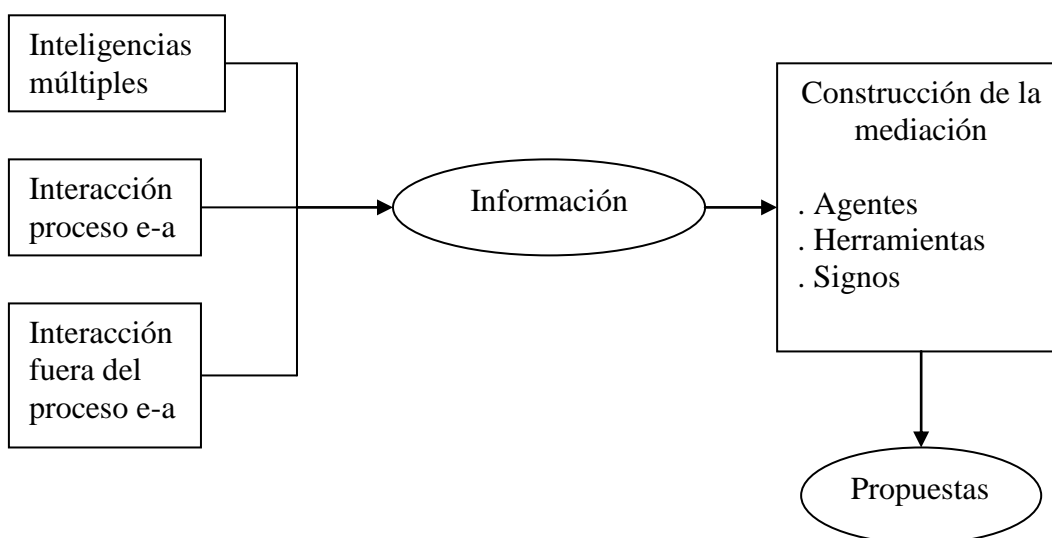 Inteligencias
múltiples
Interacción
proceso e-a
Interacción
fuera del
proceso e-a
Información
Construcción de la
mediación
. Agentes
. Herramientas
. Signos
Propuestas